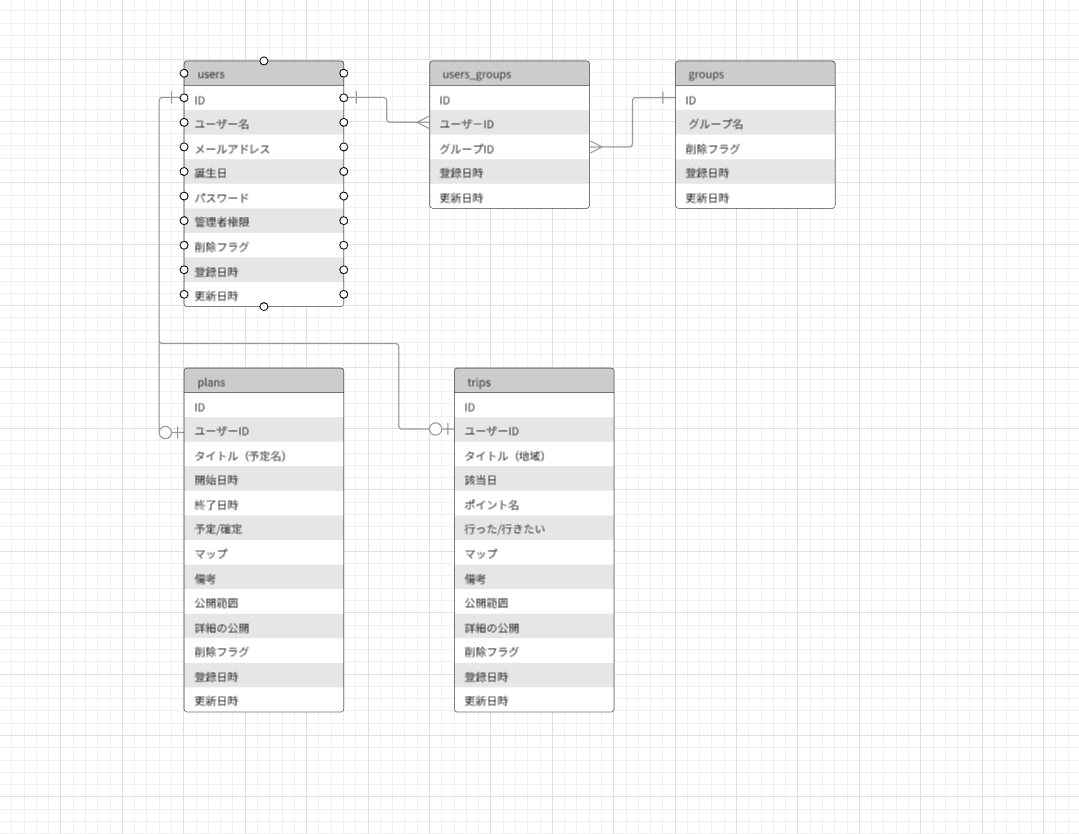 users
ID
ユーザー名
メールアドレス
誕生日
パスワード
管理者権限
削除フラグ
登録日時
更新日時
users_groups
ID
ユーザーID
グループID
登録日時
更新日時
groups
ID
グループ名
削除フラグ
登録日時
更新日時
plans
ID
ユーザーID
タイトル（予定名）
開始日時
終了日時
予定/確定
マップ
備考
公開範囲
詳細の公開
削除フラグ
登録日時
更新日時
trips
ID
ユーザーID
タイトル（地域）
該当日
ポイント名
行った/行きたい
マップ
備考
公開範囲
詳細の公開
削除フラグ
登録日時
更新日時